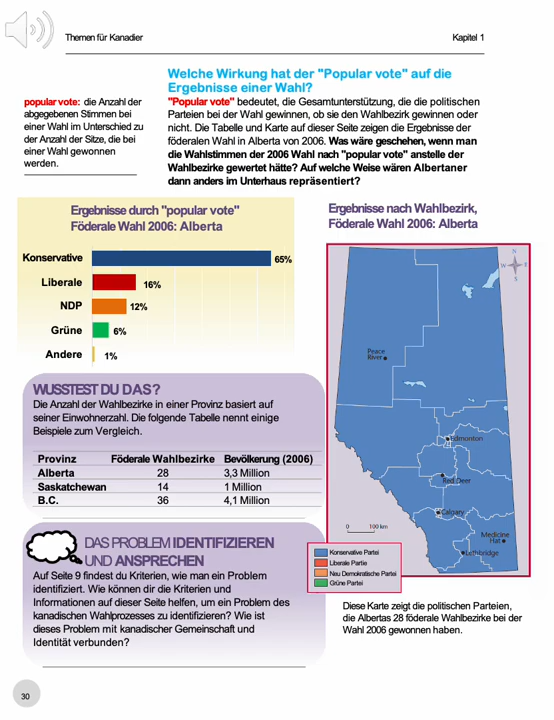 Themen für Kanadier
Kapitel 1
Welche Wirkung hat der "Popular vote" auf die
Ergebnisse einer Wahl?
popular vote: die Anzahl der
abgegebenen Stimmen bei
einer Wahl im Unterschied zu
der Anzahl der Sitze, die bei
einer Wahl gewonnen
werden.
"Popular vote" bedeutet, die Gesamtunterstützung, die die politischen
Parteien bei der Wahl gewinnen, ob sie den Wahlbezirk gewinnen oder
nicht. Die Tabelle und Karte auf dieser Seite zeigen die Ergebnisse der
föderalen Wahl in Alberta von 2006. Was wäre geschehen, wenn man
die Wahlstimmen der 2006 Wahl nach "popular vote" anstelle der
Wahlbezirke gewertet hätte? Auf welche Weise wären Albertaner
dann anders im Unterhaus repräsentiert?
Ergebnisse durch "popular vote"
Föderale Wahl 2006: Alberta
Konservative 65%
Liberale 16%
NDP 12%
Grüne 6%
Andere 1%
Ergebnisse nach Wahlbezirk,
Föderale Wahl 2006: Alberta
N
W E
S
Peace
River
Edmonton
Red Deer
Calgary
Medicine
Hat
Lethbridge
0 100 km
Konservative Partei
Liberale Partie
Neu Demokratische Partei
Grüne Partei
Diese Karte zeigt die politischen Parteien,
die Albertas 28 föderale Wahlbezirke bei der
Wahl 2006 gewonnen haben.
WUSSTEST DU DAS?
Die Anzahl der Wahlbezirke in einer Provinz basiert auf
seiner Einwohnerzahl. Die folgende Tabelle nennt einige
Beispiele zum Vergleich.
Provinz Föderale Wahlbezirke Bevölkerung (2006)
Alberta 28 3,3 Million
Saskatchewan 14 1 Million
B.C. 36 4,1 Million
DAS PROBLEM IDENTIFIZIEREN
UND ANSPRECHEN
Auf Seite 9 findest du Kriterien, wie man ein Problem
identifiziert. Wie können dir die Kriterien und
Informationen auf dieser Seite helfen, um ein Problem des
kanadischen Wahlprozesses zu identifizieren? Wie ist
dieses Problem mit kanadischer Gemeinschaft und
Identität verbunden?
30